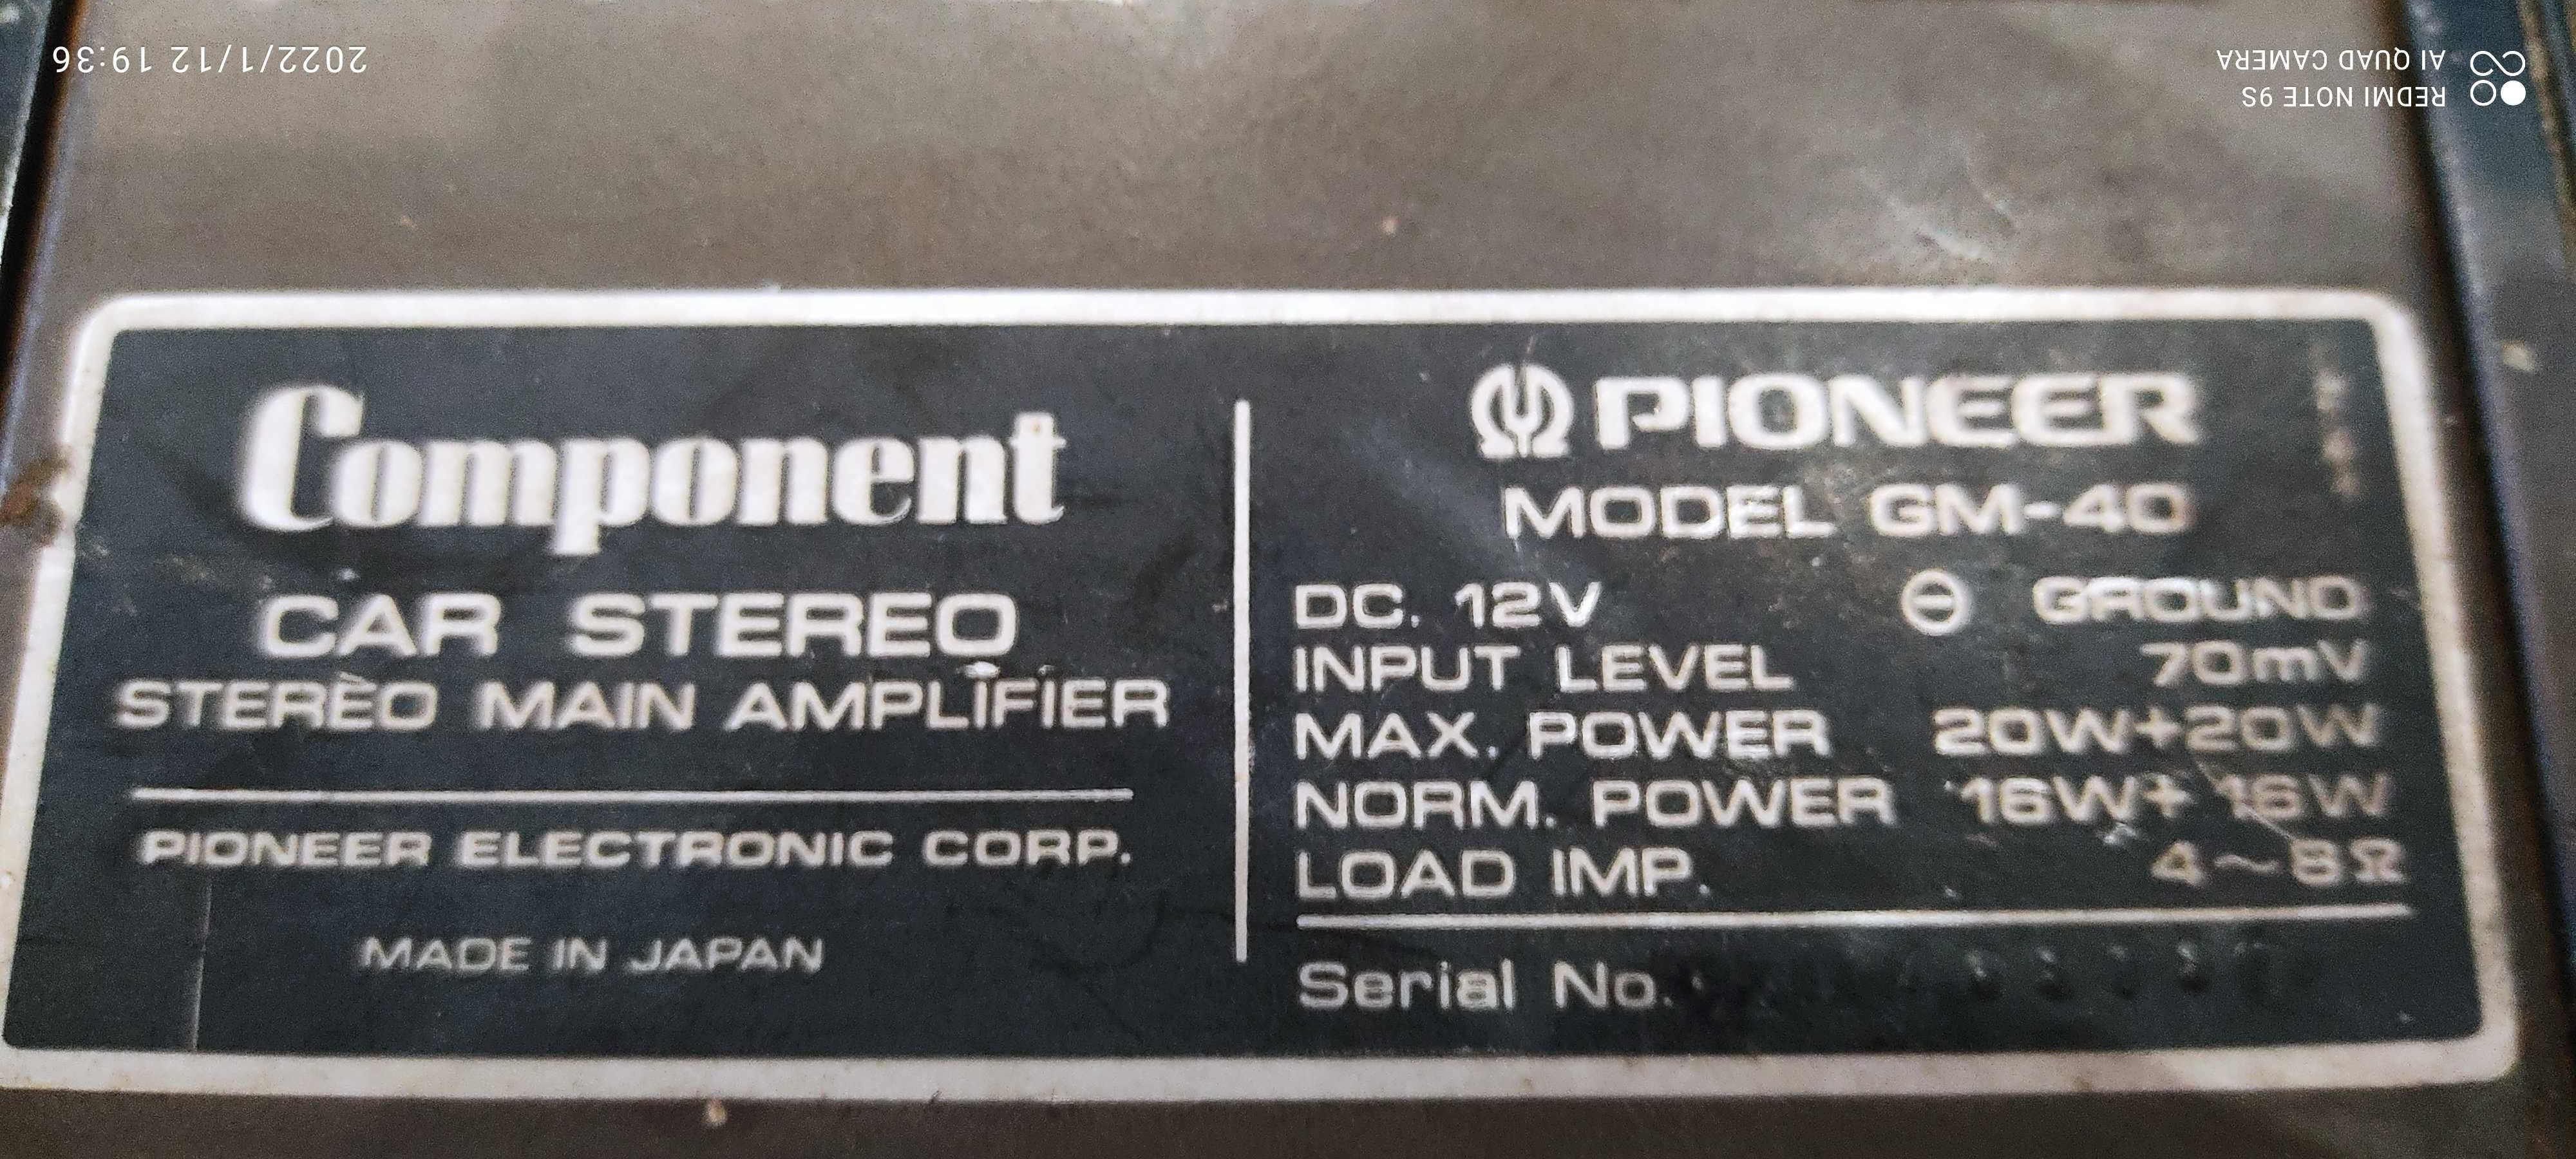 2022/1/12 19:36
REDMI NOTE 9S
AI QUAD CAMERA
Component
CAR STEREO
STEREO MAIN AMPLIFIER
PIONEER ELECTRONIC CORP.
MADE IN JAPAN
PIONEER
MODEL GM-40
DC. 12V ⊖ GROUND
INPUT LEVEL 70mV
MAX. POWER 20W+20W
NORM. POWER 16W+16W
LOAD IMP. 4~8Ω
Serial No.